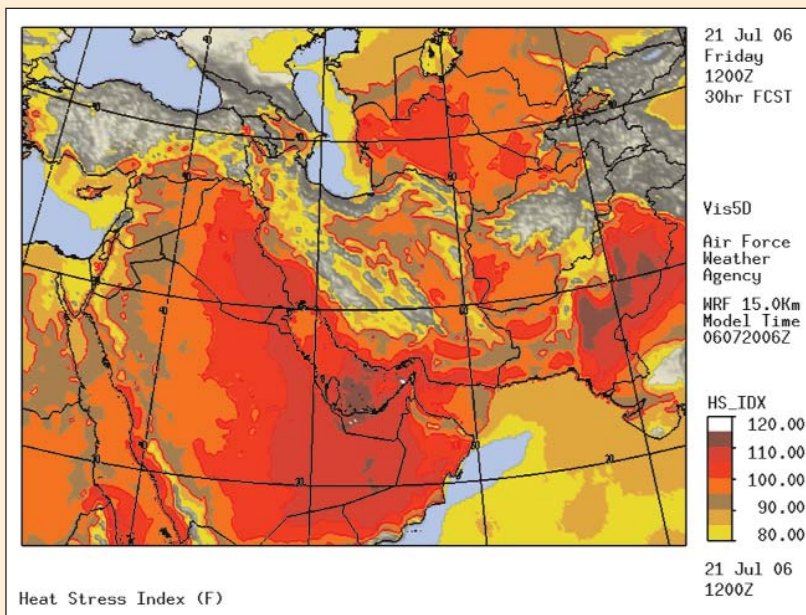 21 Jul 06
Friday
1200Z
30hr FCST
Vis5D
Air Force
Weather
Agency
WRF 15.0Km
Model Time
06072006Z
HS_IDX
120.00
110.00
100.00
90.00
80.00
21 Jul 06
1200Z
Heat Stress Index (F)